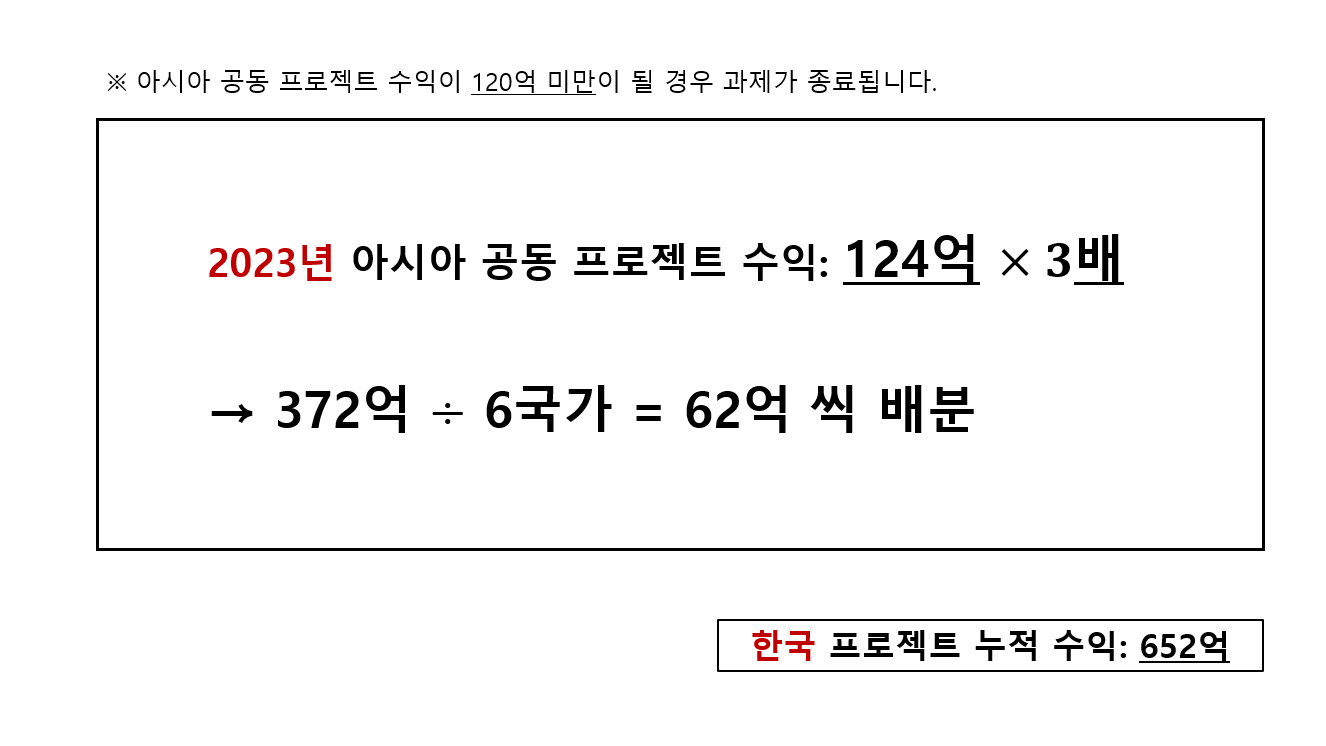 ※ 아시아 공동 프로젝트 수익이 120억 미만이 될 경우 과제가 종료됩니다.
2023년 아시아 공동 프로젝트 수익: 124억 × 3배
→ 372억 ÷ 6국가 = 62억 씩 배분
한국 프로젝트 누적 수익: 652억